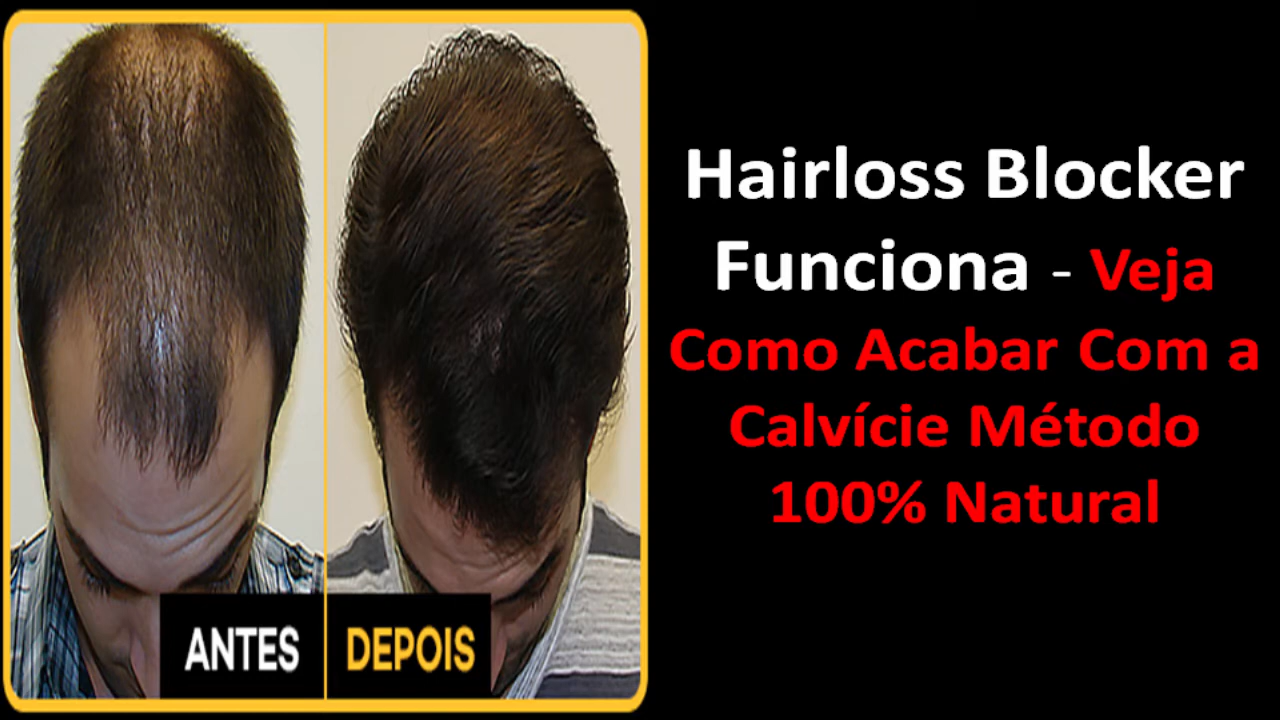 Hairloss Blocker
Funciona - Veja
Como Acabar Com a
Calvície Método
100% Natural
ANTES
DEPOIS